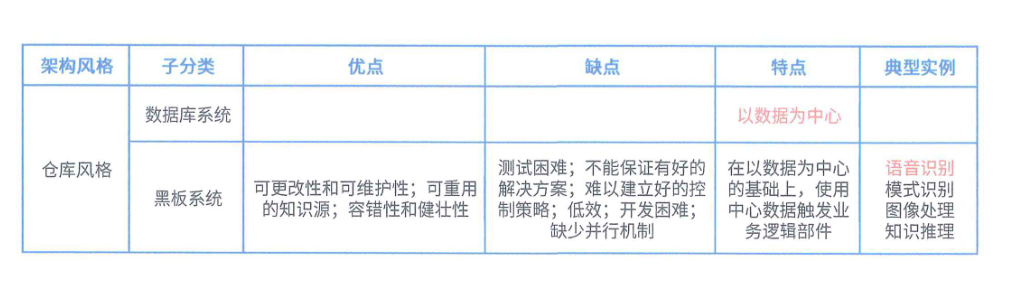 架构风格 子分类 优点 缺点 特点 典型实例
仓库风格
数据库系统
以数据为中心
黑板系统
可更改性和可维护性；可重用
的知识源；容错性和健壮性
测试困难；不能保证有好的
解决方案；难以建立好的控
制策略；低效；开发困难；
缺少并行机制
在以数据为中心
的基础上，使用
中心数据触发业
务逻辑部件
语音识别
模式识别
图像处理
知识推理